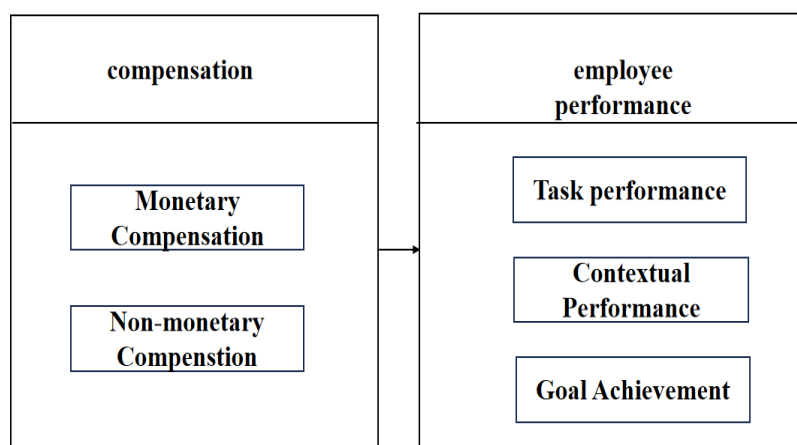 compensation
Monetary
Compensation
Non-monetary
Compenstion
employee
performance
Task performance
Contextual
Performance
Goal Achievement